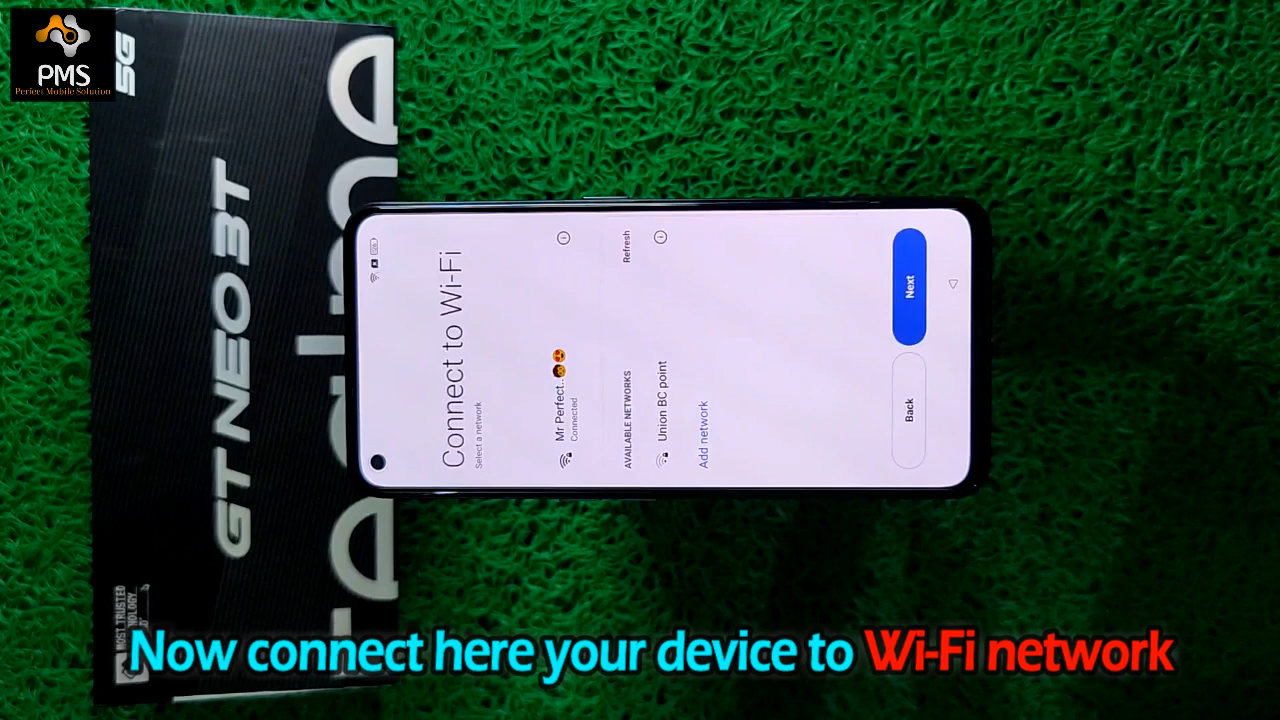 PMS
Perfect Mobile Solution
5G
GT NEO 3T
realme
MOST TRUSTED
Connect to Wi-Fi
Select a network
Mr Perfect..🤩😍
Connected
AVAILABLE NETWORKS
Refresh
Union BC point
Add network
Back
Next
Now connect here your device to Wi-Fi network